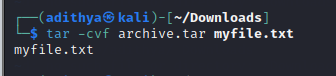 ┌──(adithya㉿kali)-[~/Downloads]
└─$ tar -cvf archive.tar myfile.txt
myfile.txt